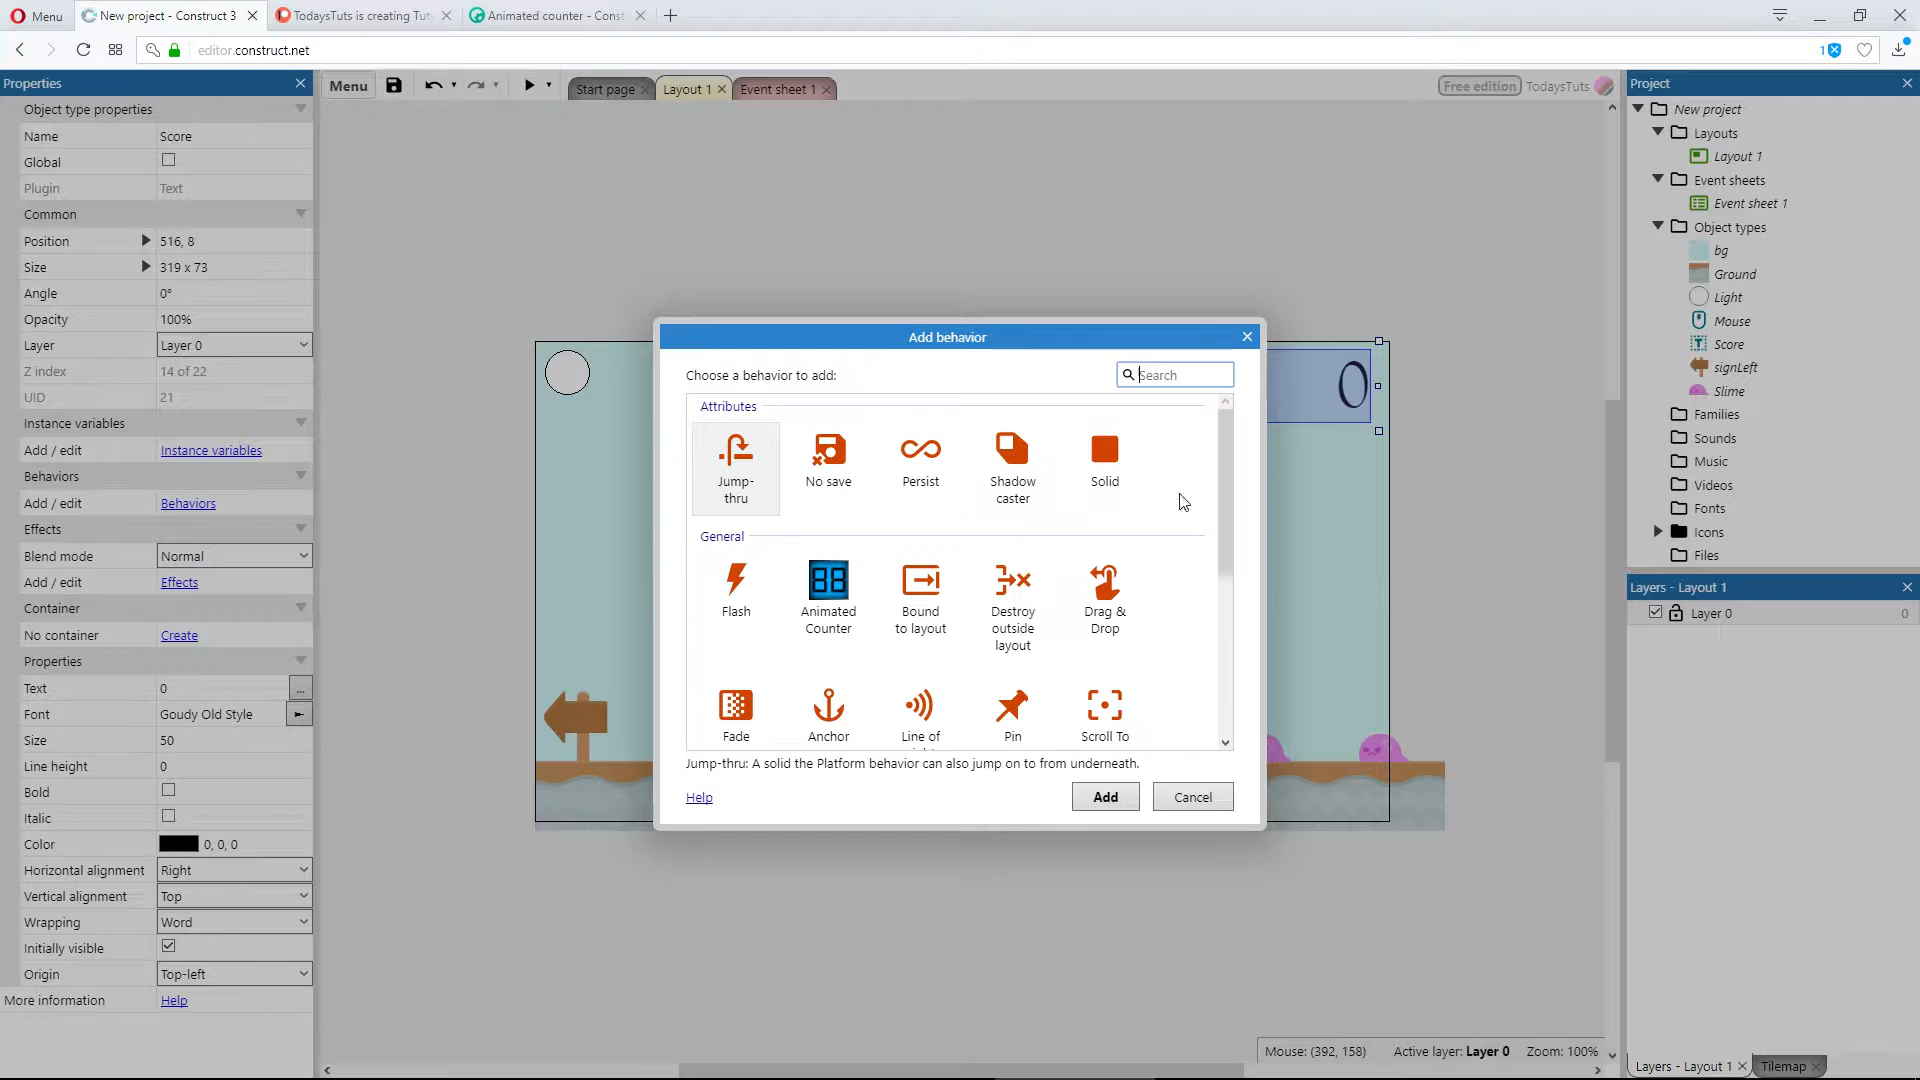 Menu
New project - Construct 3
TodaysTuts is creating Tut
Animated counter - Const
editor.construct.net
1
Properties
Object type properties
Name Score
Global
Plugin Text
Common
Position 516, 8
Size 319 x 73
Angle 0°
Opacity 100%
Layer Layer 0
Z index 14 of 22
UID 21
Instance variables
Add / edit Instance variables
Behaviors
Add / edit Behaviors
Effects
Blend mode Normal
Add / edit Effects
Container
No container Create
Properties
Text 0 ...
Font Goudy Old Style
Size 50
Line height 0
Bold
Italic
Color 0, 0, 0
Horizontal alignment Right
Vertical alignment Top
Wrapping Word
Initially visible
Origin Top-left
More information Help
Menu
Start page
Layout 1
Event sheet 1
Free edition TodaysTuts
0
Add behavior
Choose a behavior to add:
Search
Attributes
Jump-thru
No save
Persist
Shadow caster
Solid
General
Flash
Animated Counter
Bound to layout
Destroy outside layout
Drag & Drop
Fade
Anchor
Line of
Pin
Scroll To
Jump-thru: A solid the Platform behavior can also jump on to from underneath.
Help
Add
Cancel
Mouse: (392, 158) Active layer: Layer 0 Zoom: 100%
Project
New project
Layouts
Layout 1
Event sheets
Event sheet 1
Object types
bg
Ground
Light
Mouse
Score
signLeft
Slime
Families
Sounds
Music
Videos
Fonts
Icons
Files
Layers - Layout 1
Layer 0 0
Layers - Layout 1
Tilemap